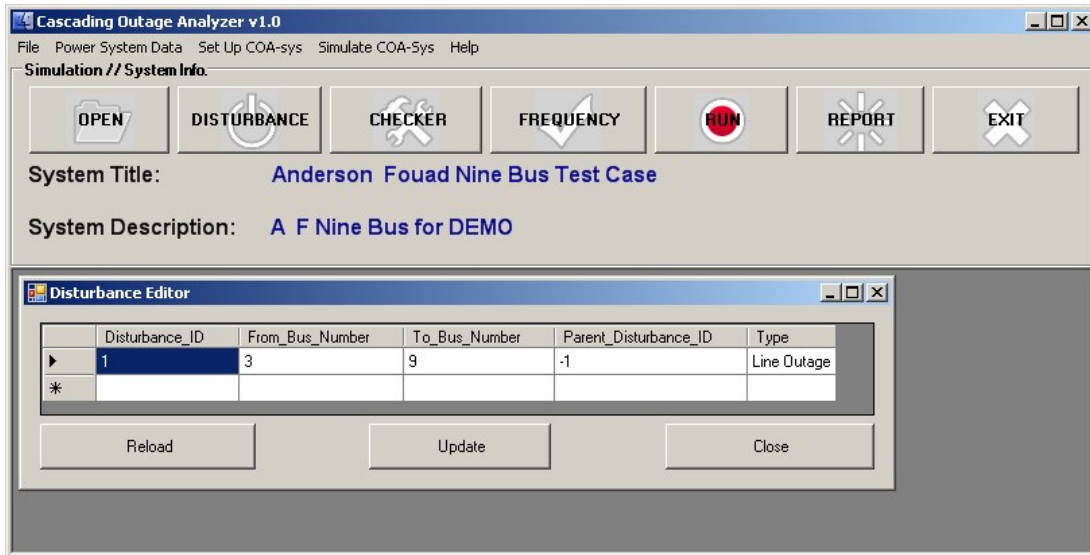 Cascading Outage Analyzer v1.0
File Power System Data Set Up COA-sys Simulate COA-Sys Help
Simulation // System Info.
OPEN DISTURBANCE CHECKER FREQUENCY RUN REPORT EXIT
System Title: Anderson Fouad Nine Bus Test Case
System Description: A F Nine Bus for DEMO
Disturbance Editor
Disturbance_ID From_Bus_Number To_Bus_Number Parent_Disturbance_ID Type
1 3 9 -1 Line Outage
Reload Update Close